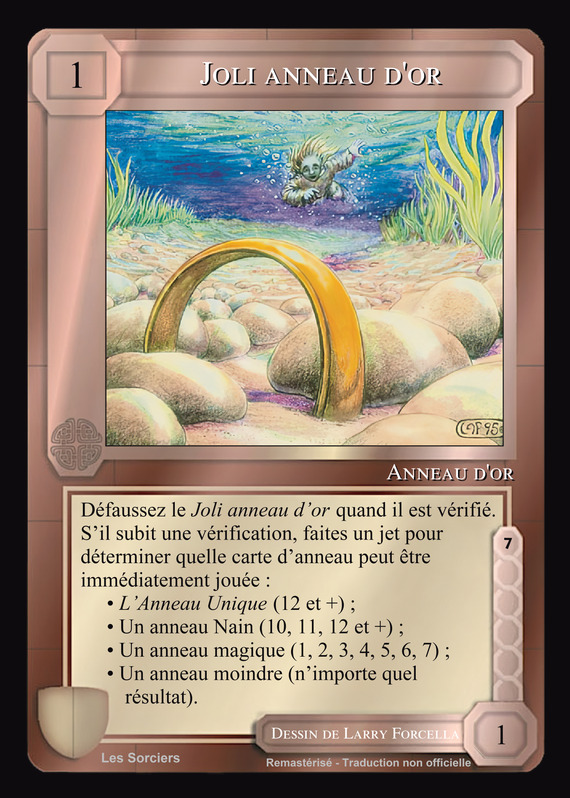 1
JOLI ANNEAU D'OR
ANNEAU D'OR
Défaussez le Joli anneau d’or quand il est vérifié.
S’il subit une vérification, faites un jet pour
déterminer quelle carte d’anneau peut être
immédiatement jouée :
• L’Anneau Unique (12 et +) ;
• Un anneau Nain (10, 11, 12 et +) ;
• Un anneau magique (1, 2, 3, 4, 5, 6, 7) ;
• Un anneau moindre (n’importe quel
résultat).
7
DESSIN DE LARRY FORCELLA
1
Les Sorciers
Remastérisé - Traduction non officielle